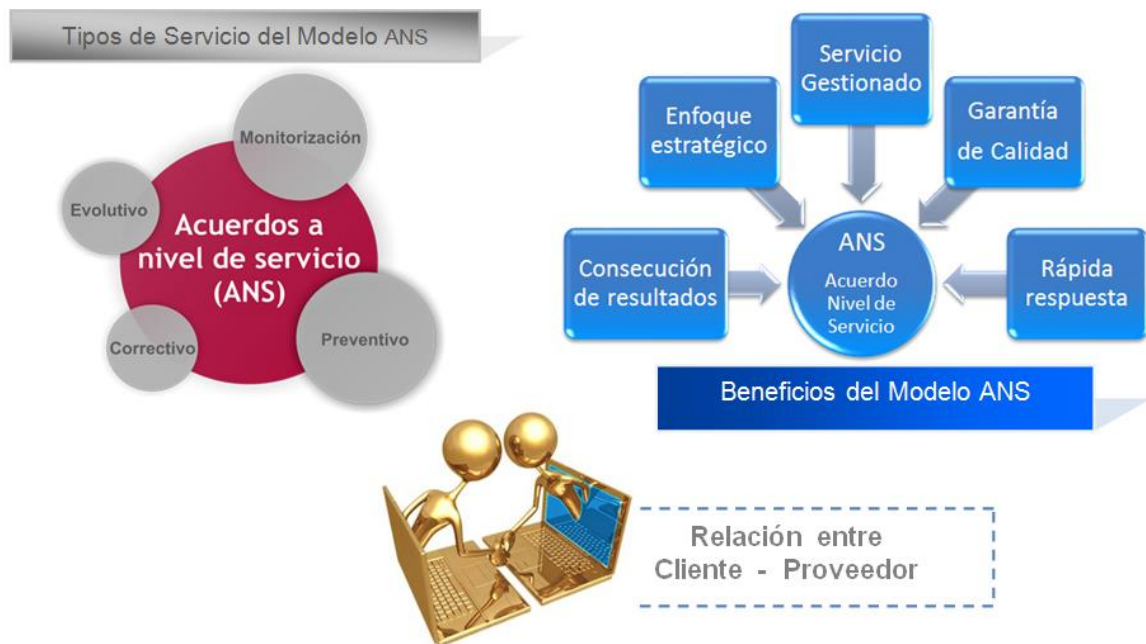 Tipos de Servicio del Modelo ANS
Monitorización
Evolutivo
Acuerdos a
nivel de servicio
(ANS)
Correctivo
Preventivo
Servicio
Gestionado
Enfoque
estratégico
Garantía
de Calidad
Consecución
de resultados
ANS
Acuerdo
Nivel de
Servicio
Rápida
respuesta
Beneficios del Modelo ANS
Relación entre
Cliente - Proveedor